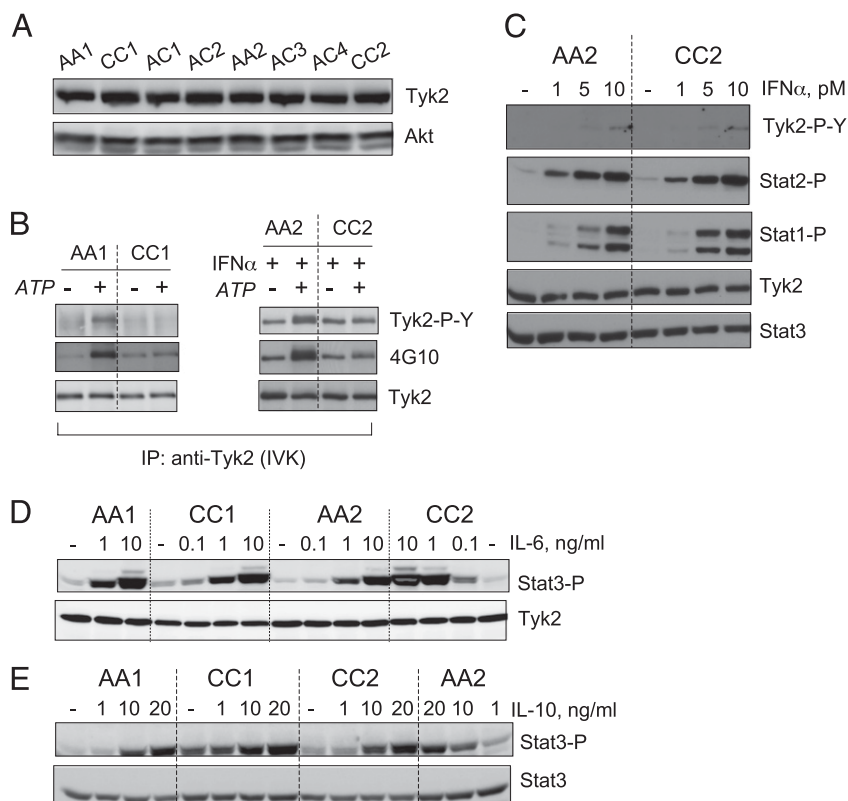 A
AA1 CC1 AC1 AC2 AA2 AC3 AC4 CC2
Tyk2
Akt
B
AA1 CC1
ATP - + - +
AA2 CC2
IFNα + + + +
ATP - + - +
Tyk2-P-Y
4G10
Tyk2
IP: anti-Tyk2 (IVK)
C
AA2 CC2
- 1 5 10 - 1 5 10 IFNα, pM
Tyk2-P-Y
Stat2-P
Stat1-P
Tyk2
Stat3
D
AA1 CC1 AA2 CC2
- 1 10 - 0.1 1 10 - 0.1 1 10 10 1 0.1 - IL-6, ng/ml
Stat3-P
Tyk2
E
AA1 CC1 CC2 AA2
- 1 10 20 - 1 10 20 - 1 10 20 20 10 1 IL-10, ng/ml
Stat3-P
Stat3